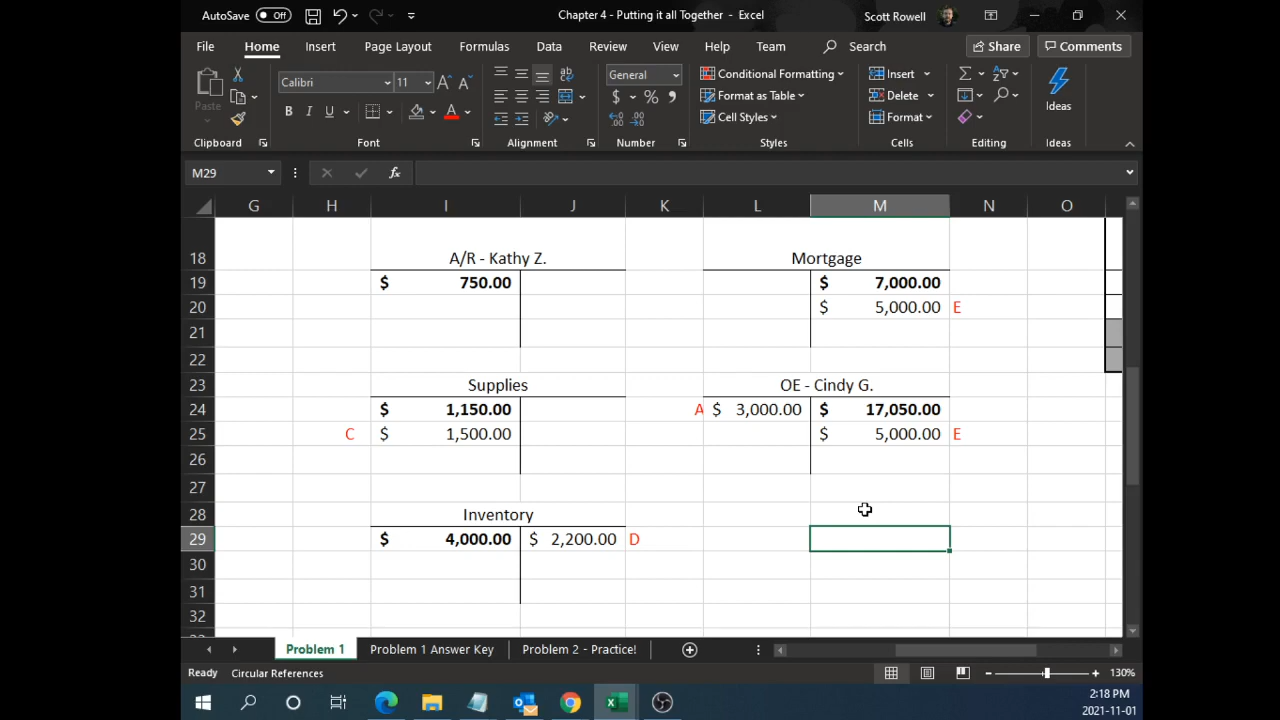 AutoSave Off Chapter 4 - Putting it all Together - Excel Scott Rowell
File Home Insert Page Layout Formulas Data Review View Help Team Search Share Comments
Paste Calibri 11 A A ab General Conditional Formatting Insert
B I U A $ % , Format as Table Delete Ideas
Cell Styles Format
Clipboard Font Alignment Number Styles Cells Editing Ideas
M29 fx
G H I J K L M N O
18 A/R - Kathy Z. Mortgage
19 $ 750.00 $ 7,000.00
20 $ 5,000.00 E
21
22
23 Supplies OE - Cindy G.
24 $ 1,150.00 A $ 3,000.00 $ 17,050.00
25 C $ 1,500.00 $ 5,000.00 E
26
27
28 Inventory
29 $ 4,000.00 $ 2,200.00 D
30
31
32
Problem 1 Problem 1 Answer Key Problem 2 - Practice!
Ready Circular References 130%
2:18 PM
2021-11-01